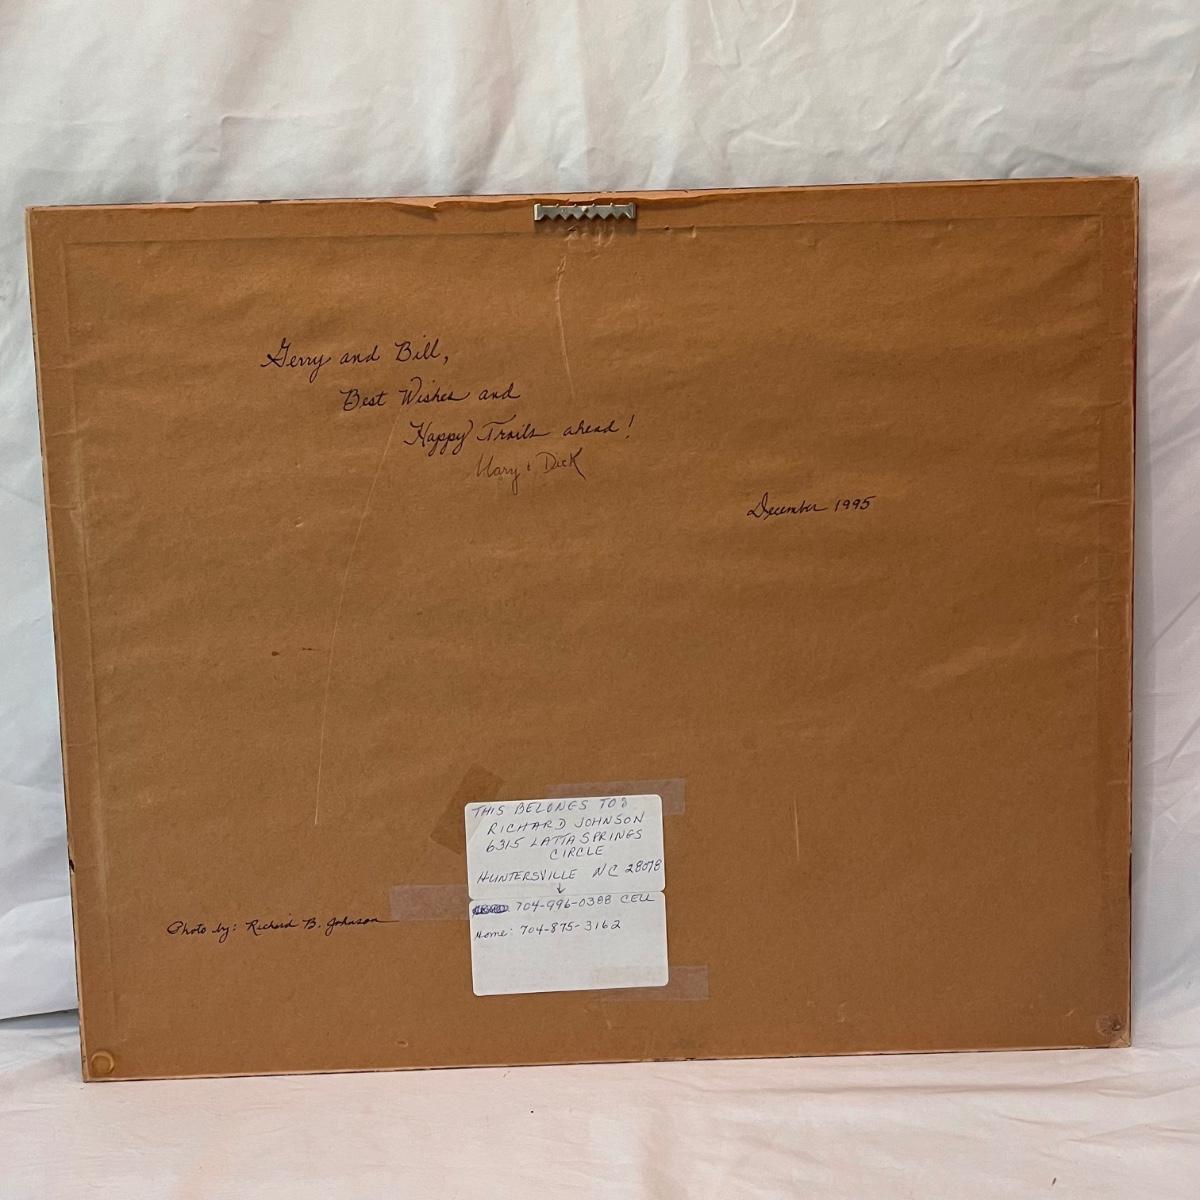 Gerry and Bill,
Best Wishes and
Happy Trails ahead!
Mary & Dick
December 1995
THIS BELONGS TO:
RICHARD JOHNSON
6315 LATTA SPRINGS
CIRCLE
HUNTERSVILLE NC 28078
↓
704-996-0388 CELL
Home: 704-875-3162
Photo by: Richard B. Johnson